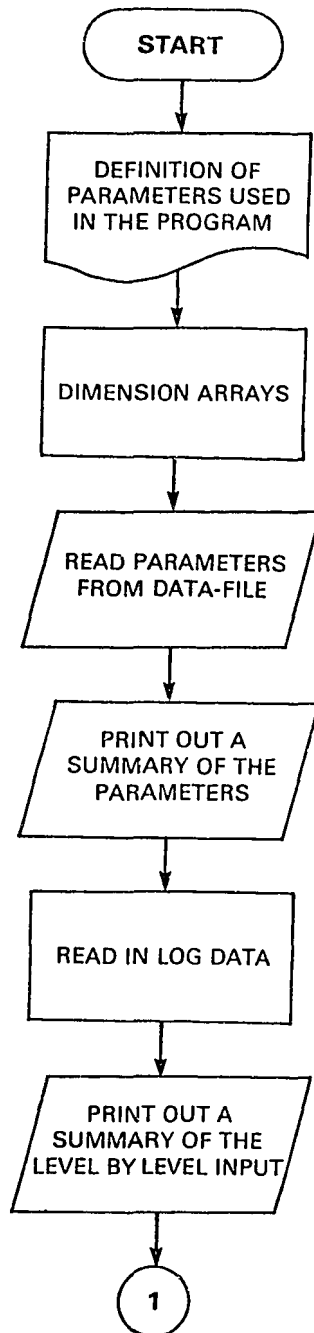 START
DEFINITION OF
PARAMETERS USED
IN THE PROGRAM
DIMENSION ARRAYS
READ PARAMETERS
FROM DATA-FILE
PRINT OUT A
SUMMARY OF THE
PARAMETERS
READ IN LOG DATA
PRINT OUT A
SUMMARY OF THE
LEVEL BY LEVEL INPUT
1